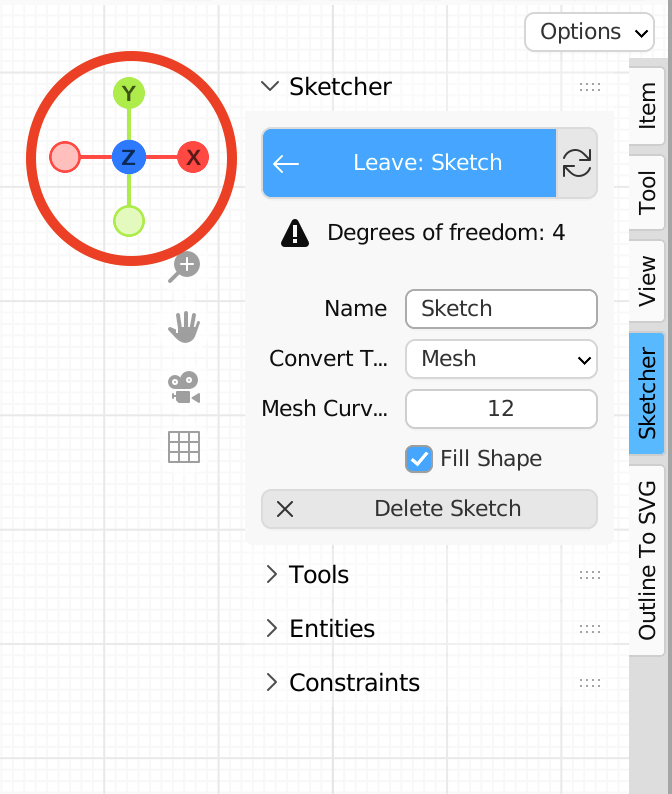 Options
Y
Z
X
Sketcher
Leave: Sketch
Degrees of freedom: 4
Name
Sketch
Convert T...
Mesh
Mesh Curv...
12
Fill Shape
Delete Sketch
Tools
Entities
Constraints
Item
Tool
View
Sketcher
Outline To SVG